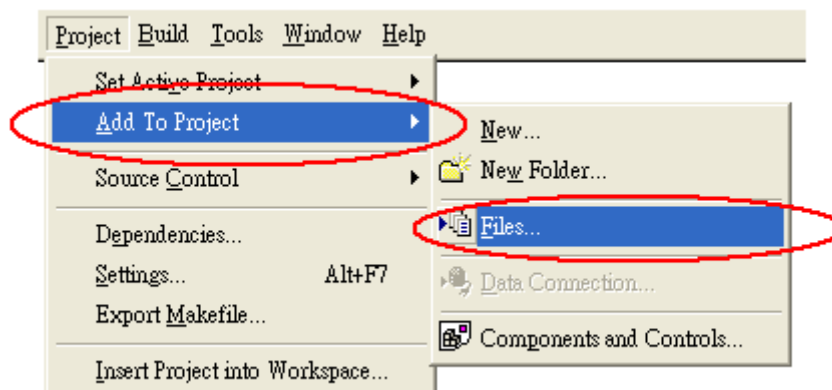 Project Build Tools Window Help
Set Active Project
Add To Project
Source Control
Dependencies...
Settings... Alt+F7
Export Makefile...
Insert Project into Workspace...
New...
New Folder...
Files...
Data Connection...
Components and Controls...